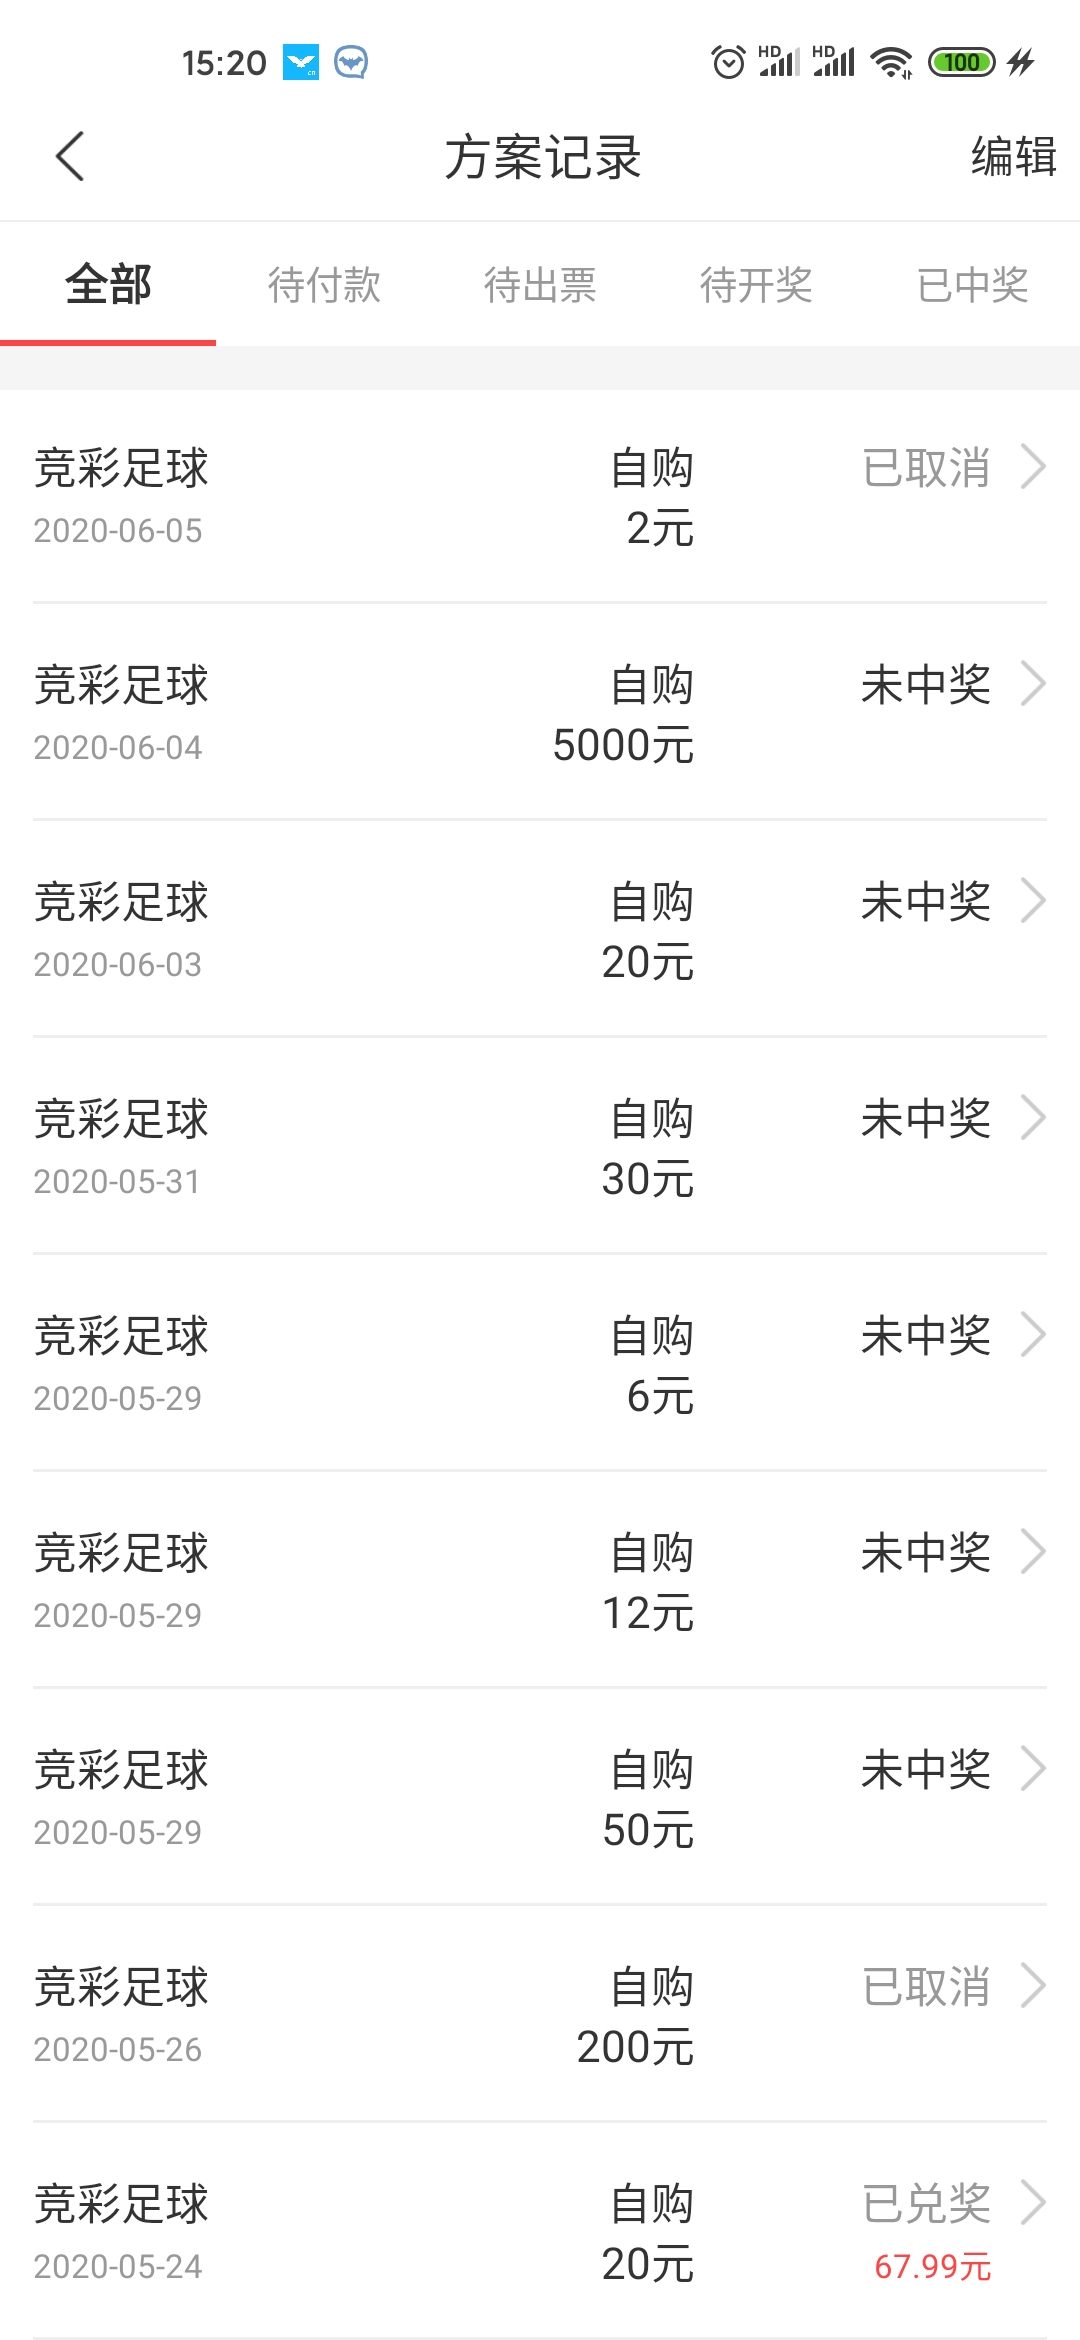 15:20 HD HD 100
方案记录 编辑
全部 待付款 待出票 待开奖 已中奖
竞彩足球 自购 已取消
2020-06-05 2元
竞彩足球 自购 未中奖
2020-06-04 5000元
竞彩足球 自购 未中奖
2020-06-03 20元
竞彩足球 自购 未中奖
2020-05-31 30元
竞彩足球 自购 未中奖
2020-05-29 6元
竞彩足球 自购 未中奖
2020-05-29 12元
竞彩足球 自购 未中奖
2020-05-29 50元
竞彩足球 自购 已取消
2020-05-26 200元
竞彩足球 自购 已兑奖
2020-05-24 20元 67.99元